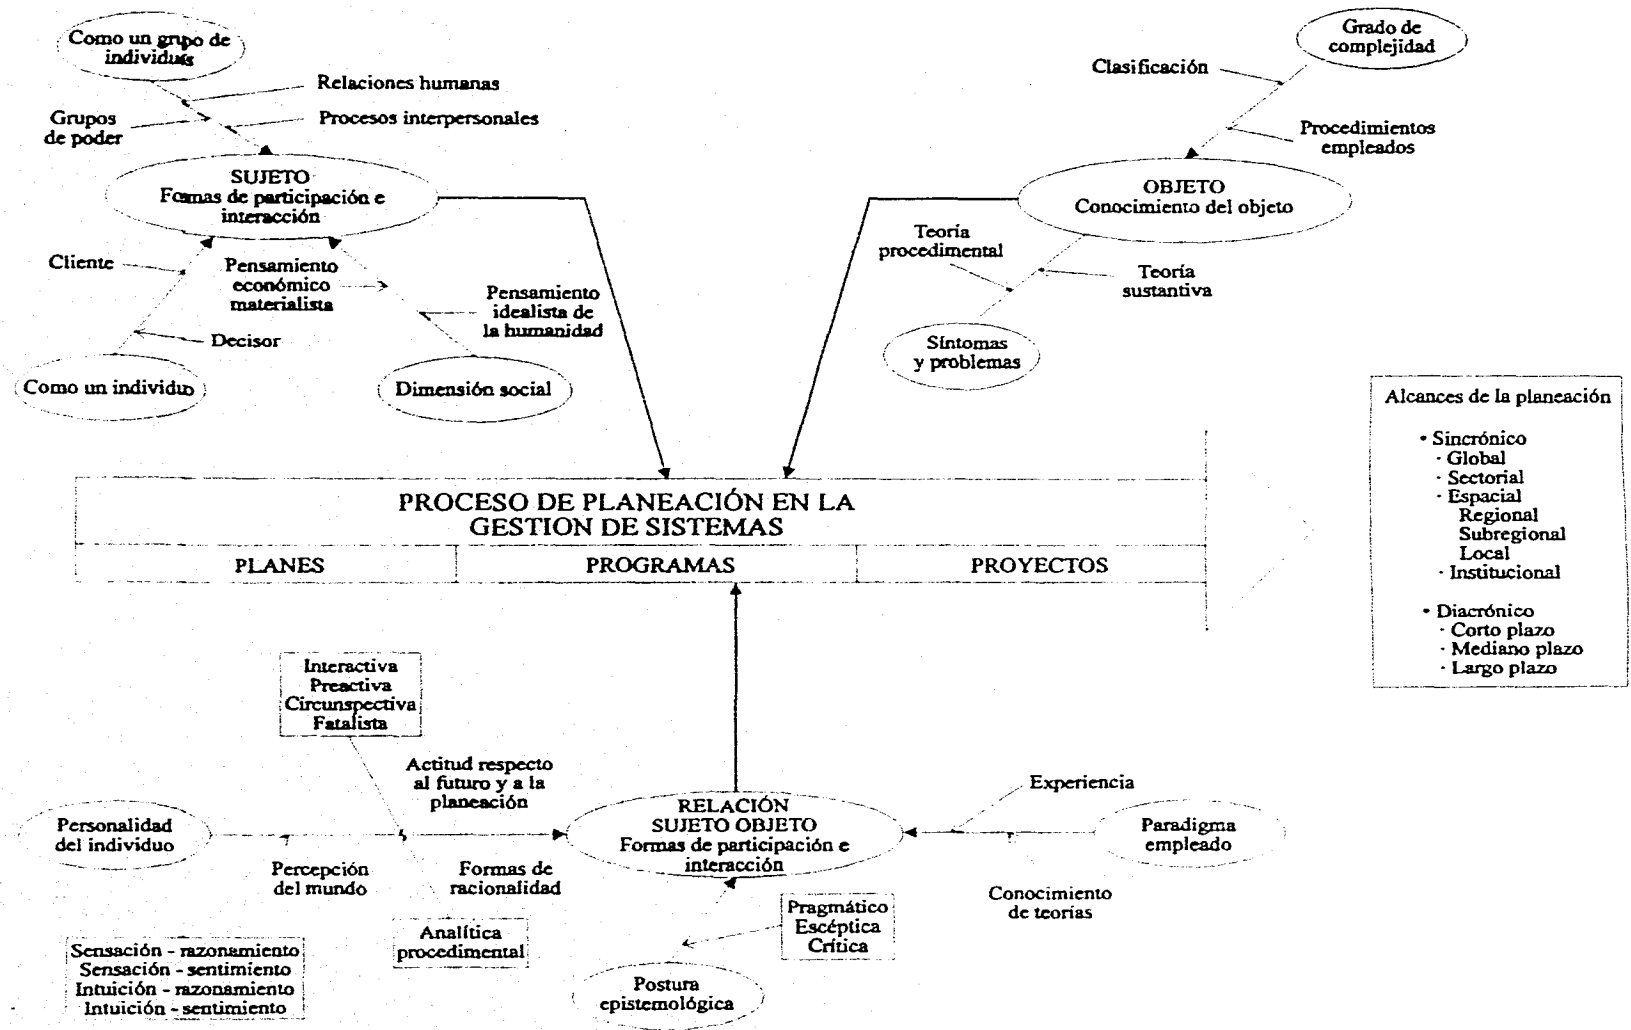 Como un grupo de
individuis
Relaciones humanas
Grupos
de poder
Procesos interpersonales
SUJETO
Formas de participación e
interacción
Cliente
Pensamiento
económico
materialista
Pensamiento
idealista de
la humanidad
Decisor
Como un individuo
Dimensión social
Grado de
complejidad
Clasificación
Procedimientos
empleados
OBJETO
Conocimiento del objeto
Teoría
procedimental
Teoría
sustantiva
Síntomas
y problemas
Alcances de la planeación
• Sincrónico
· Global
· Sectorial
· Espacial
Regional
Subregional
Local
· Institucional
• Diacrónico
· Corto plazo
· Mediano plazo
· Largo plazo
PROCESO DE PLANEACIÓN EN LA
GESTION DE SISTEMAS
PLANES
PROGRAMAS
PROYECTOS
Interactiva
Preactiva
Circunspectiva
Fatalista
Actitud respecto
al futuro y a la
planeación
Personalidad
del individuo
Percepción
del mundo
Formas de
racionalidad
Analítica
procedimental
Sensación - razonamiento
Sensación - sentimiento
Intuición - razonamiento
Intuición - sentimiento
RELACIÓN
SUJETO OBJETO
Formas de participación e
interacción
Experiencia
Paradigma
empleado
Conocimiento
de teorías
Pragmático
Escéptica
Crítica
Postura
epistemológica